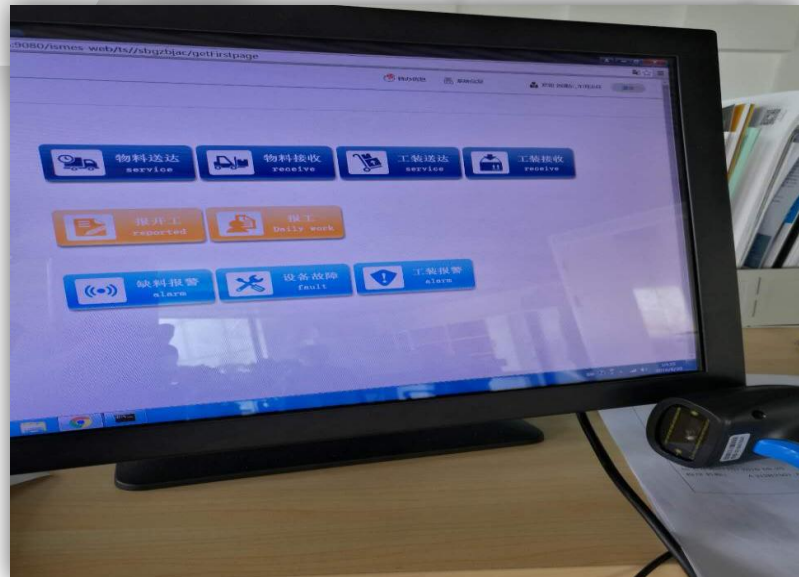 :9080/ismes-web/ts//sbgzbjac/getFirstpage
物料送达
service
物料接收
receive
工装送达
service
工装接收
receive
报开工
reported
报工
Daily work
缺料报警
alarm
设备故障
fault
工装报警
alarm